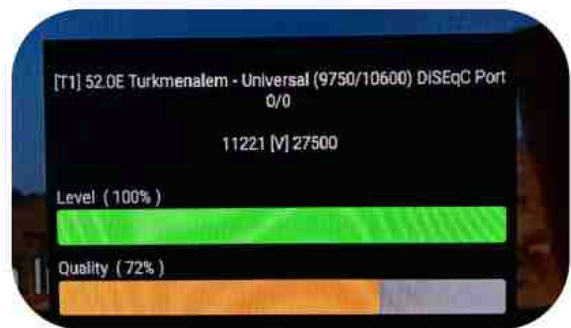 [T1] 52.0E Turkmenalem - Universal (9750/10600) DiSEqC Port
0/0
11221 [V] 27500
Level ( 100% )
Quality ( 72% )